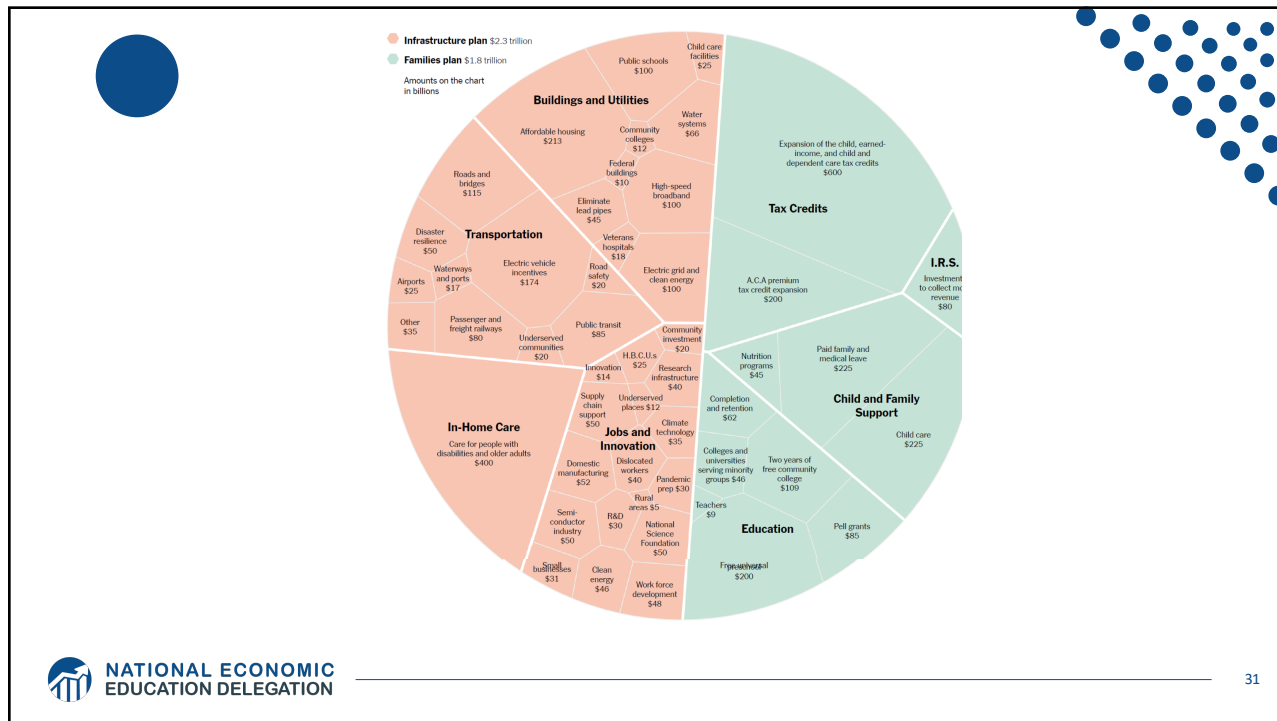 Infrastructure plan $2.3 trillion
Families plan $1.8 trillion
Amounts on the chart
in billions
Buildings and Utilities
Public schools
$100
Child care
facilities
$25
Affordable housing
$213
Community
colleges
$12
Water
systems
$66
Federal
buildings
$10
High-speed
broadband
$100
Eliminate
lead pipes
$45
Veterans
hospitals
$18
Electric grid and
clean energy
$100
Transportation
Roads and
bridges
$115
Disaster
resilience
$50
Electric vehicle
incentives
$174
Road
safety
$20
Airports
$25
Waterways
and ports
$17
Other
$35
Passenger and
freight railways
$80
Underserved
communities
$20
Public transit
$85
In-Home Care
Care for people with
disabilities and older adults
$400
Jobs and
Innovation
Community
investment
$20
H.B.C.U.s
$25
Innovation
$14
Research
infrastructure
$40
Supply
chain
support
$50
Underserved
places $12
Climate
technology
$35
Domestic
manufacturing
$52
Dislocated
workers
$40
Pandemic
prep $30
Rural
areas $5
Semi-
conductor
industry
$50
R&D
$30
National
Science
Foundation
$50
Small
businesses
$31
Clean
energy
$46
Work force
development
$48
Tax Credits
Expansion of the child, earned-
income, and child and
dependent care tax credits
$600
A.C.A premium
tax credit expansion
$200
I.R.S.
Investment
to collect mo
revenue
$80
Child and Family
Support
Nutrition
programs
$45
Paid family and
medical leave
$225
Child care
$225
Education
Completion
and retention
$62
Colleges and
universities
serving minority
groups $46
Two years of
free community
college
$109
Teachers
$9
Pell grants
$85
Free universal
preschool
$200
NATIONAL ECONOMIC
EDUCATION DELEGATION
31